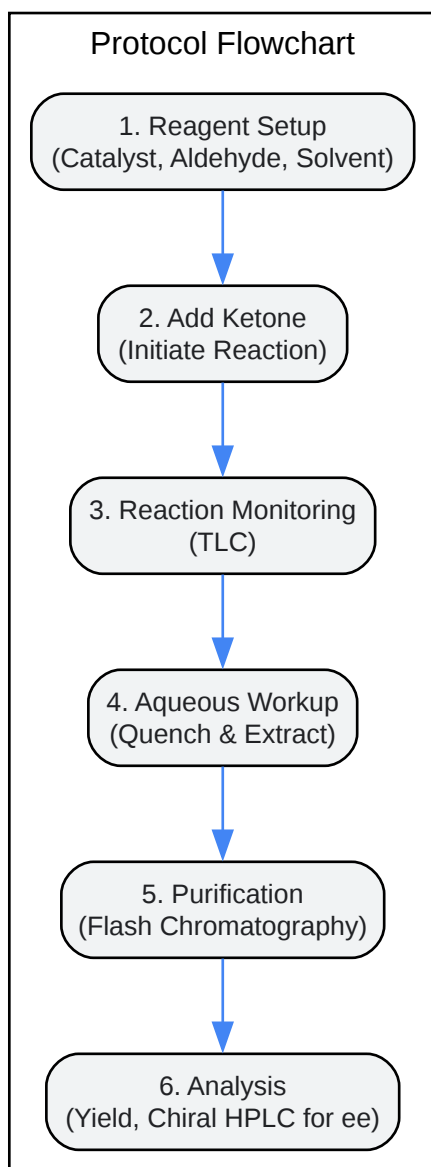 Protocol Flowchart
1. Reagent Setup
(Catalyst, Aldehyde, Solvent)
2. Add Ketone
(Initiate Reaction)
3. Reaction Monitoring
(TLC)
4. Aqueous Workup
(Quench & Extract)
5. Purification
(Flash Chromatography)
6. Analysis
(Yield, Chiral HPLC for ee)